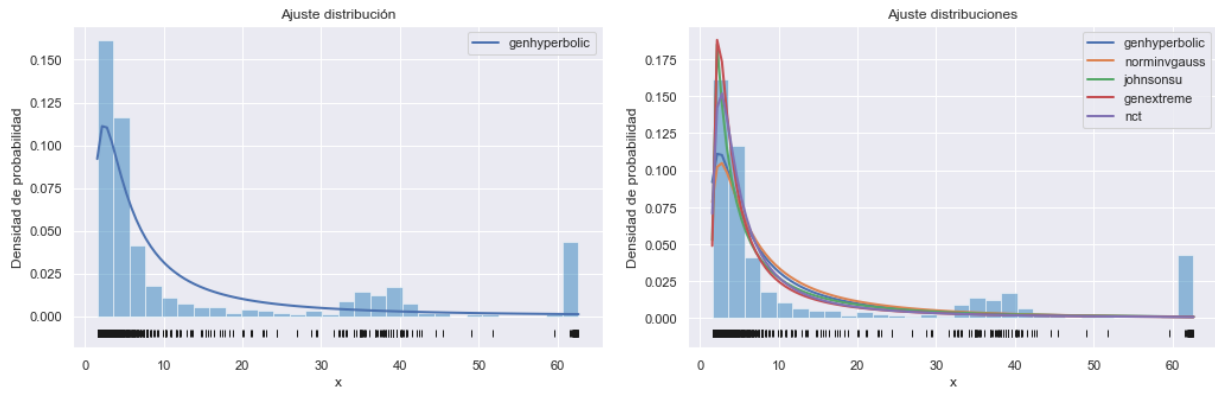 Ajuste distribución
genhyperbolic
Densidad de probabilidad
0.150
0.125
0.100
0.075
0.050
0.025
0.000
0 10 20 30 40 50 60
x
Ajuste distribuciones
genhyperbolic
norminvgauss
johnsonsu
genextreme
nct
Densidad de probabilidad
0.175
0.150
0.125
0.100
0.075
0.050
0.025
0.000
0 10 20 30 40 50 60
x